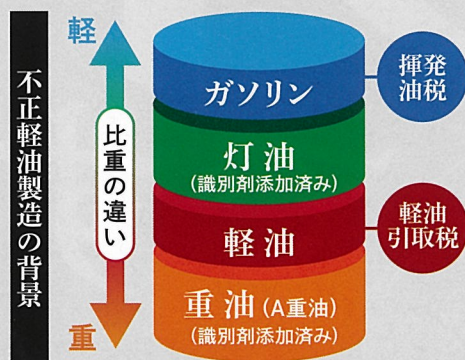 不正軽油製造の背景
軽
比重の違い
重
ガソリン
揮発
油税
灯油
(識別剤添加済み)
軽油
軽油
引取税
重油(A重油)
(識別剤添加済み)